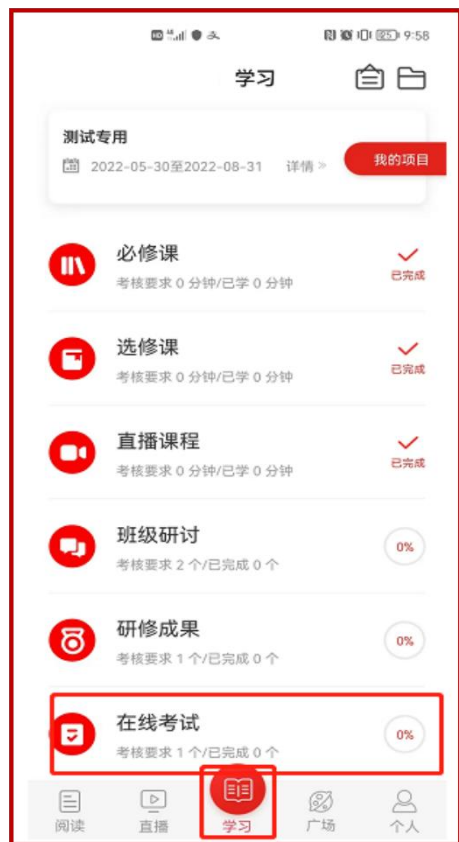 HD 46 25 9:58
学习
测试专用
2022-05-30至2022-08-31 详情 »
我的项目
必修课
考核要求 0 分钟/已学 0 分钟
已完成
选修课
考核要求 0 分钟/已学 0 分钟
已完成
直播课程
考核要求 0 分钟/已学 0 分钟
已完成
班级研讨
考核要求 2 个/已完成 0 个
0%
研修成果
考核要求 1 个/已完成 0 个
0%
在线考试
考核要求 1 个/已完成 0 个
0%
阅读 直播 学习 广场 个人